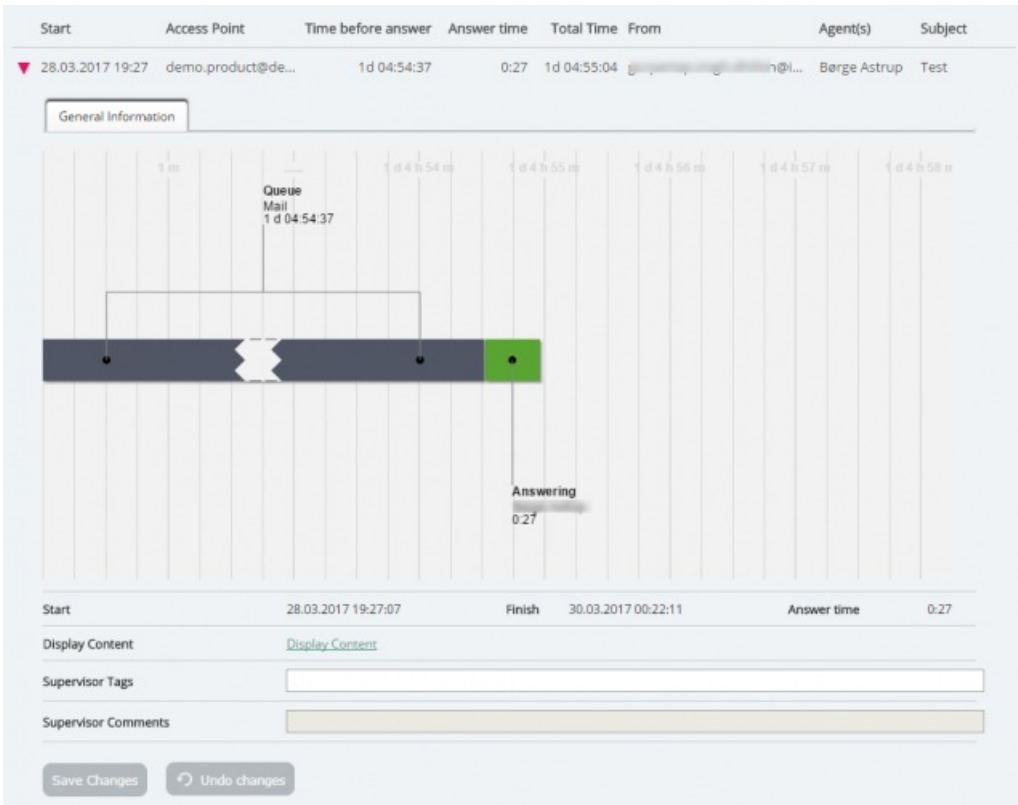 Start Access Point Time before answer Answer time Total Time From Agent(s) Subject
28.03.2017 19:27 demo.product@de... 1d 04:54:37 0:27 1d 04:55:04 @i... Børge Astrup Test
General Information
1 m 1 d 4 h 54 m 1 d 4 h 55 m 1 d 4 h 56 m 1 d 4 h 57 m 1 d 4 h 58 m
Queue
Mail
1 d 04:54:37
Answering
0:27
Start 28.03.2017 19:27:07 Finish 30.03.2017 00:22:11 Answer time 0:27
Display Content Display Content
Supervisor Tags
Supervisor Comments
Save Changes Undo changes